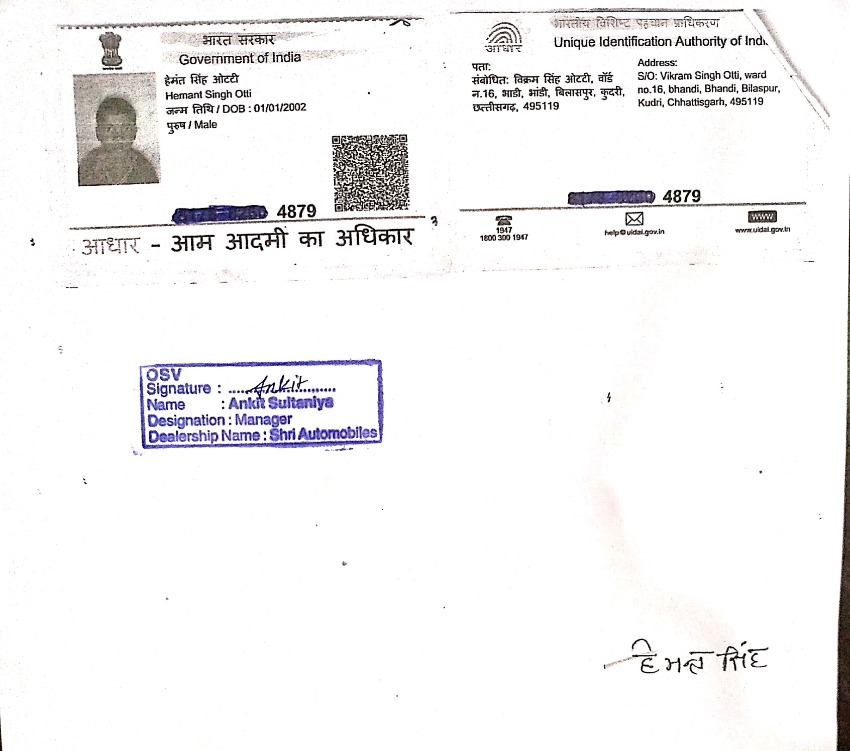 भारत सरकार
Government of India
हेमंत सिंह ओटटी
Hemant Singh Otti
जन्म तिथि / DOB : 01/01/2002
पुरुष / Male
4879
आधार - आम आदमी का अधिकार
भारतीय विशिष्ट पहचान प्राधिकरण
आधार
Unique Identification Authority of
पता:
संबोधित: विक्रम सिंह ओटटी, वॉर्ड
न.16, भाडी, भांडी, बिलासपुर, कुदरी,
छत्तीसगढ़, 495119
Address:
S/O: Vikram Singh Otti, ward
no.16, bhandi, Bhandi, Bilaspur,
Kudri, Chhattisgarh, 495119
4879
1947
1800 300 1947
help@uidai.gov.in
www
www.uidai.gov.in
OSV
Signature : ......Ankit............
Name : Ankit Sultaniya
Designation : Manager
Dealership Name : Shri Automobiles
हेमन्त सिंह